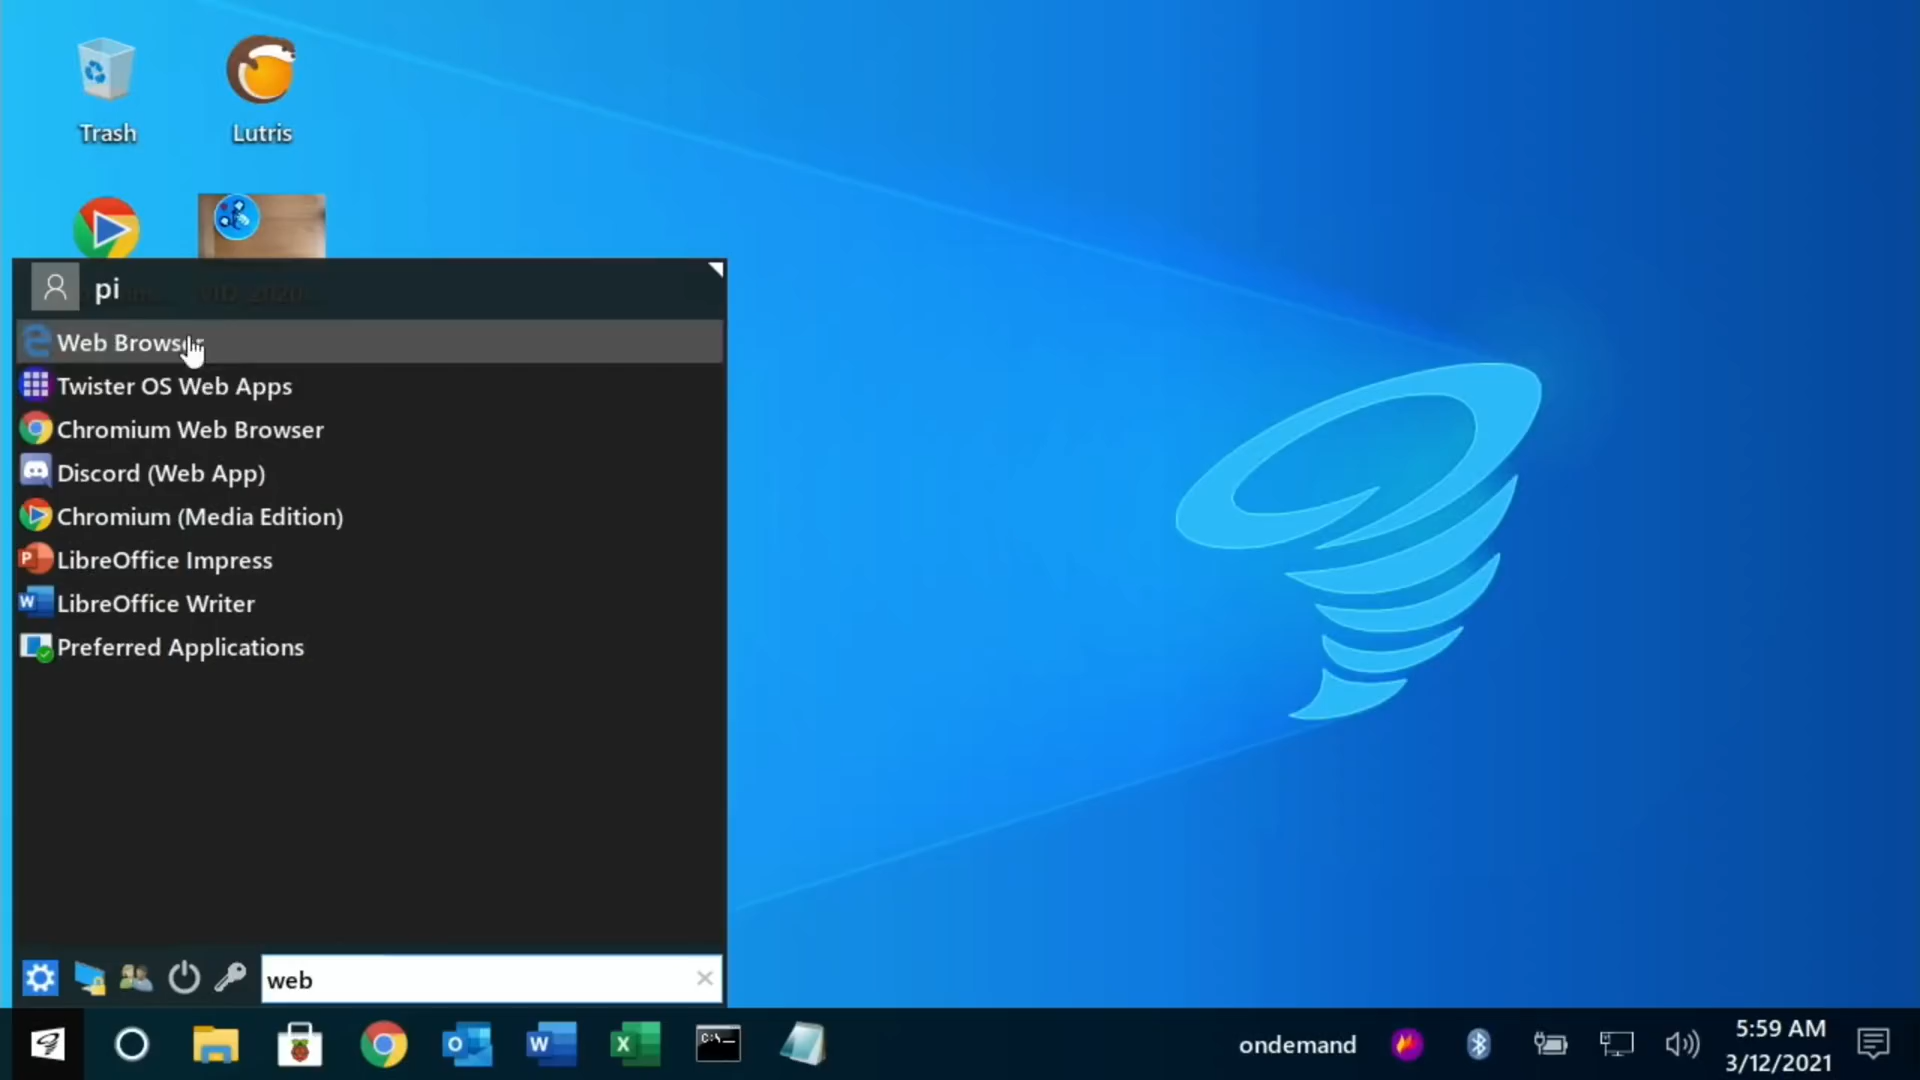 Trash
Lutris
pi
Web Browser
Twister OS Web Apps
Chromium Web Browser
Discord (Web App)
Chromium (Media Edition)
LibreOffice Impress
LibreOffice Writer
Preferred Applications
web
ondemand
5:59 AM
3/12/2021